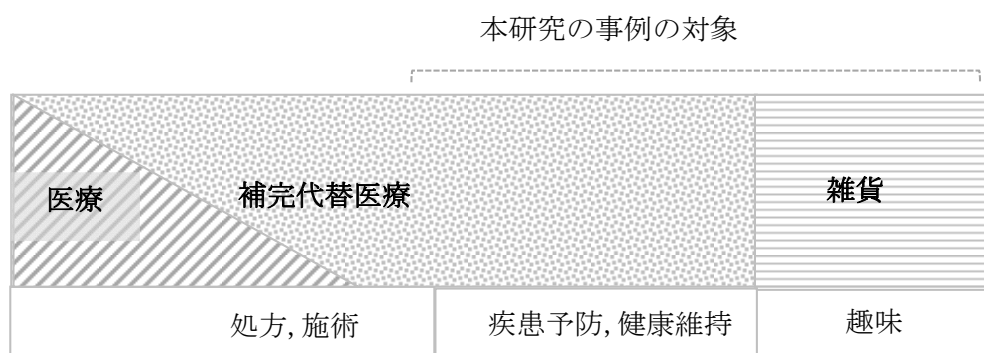 本研究の事例の対象
医療
補完代替医療
雑貨
処方, 施術
疾患予防, 健康維持
趣味